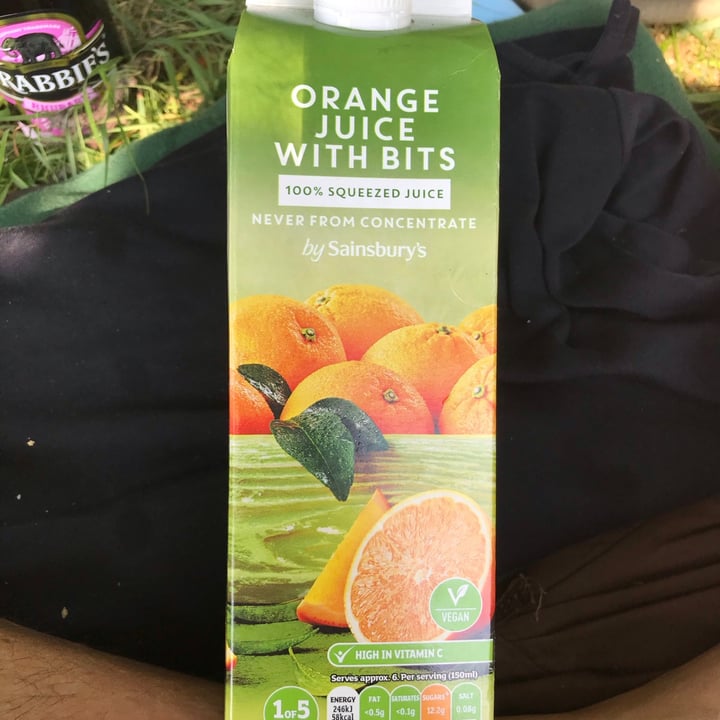 RABBIE'S
ORANGE
JUICE
WITH BITS
100% SQUEEZED JUICE
NEVER FROM CONCENTRATE
by Sainsbury's
VEGAN
HIGH IN VITAMIN C
Serves approx. 6. Per serving (150ml)
1 OF 5
ENERGY
246kJ
58kcal
FAT
<0.5g
SATURATES
<0.1g
SUGARS
12.2g
SALT
0.08g